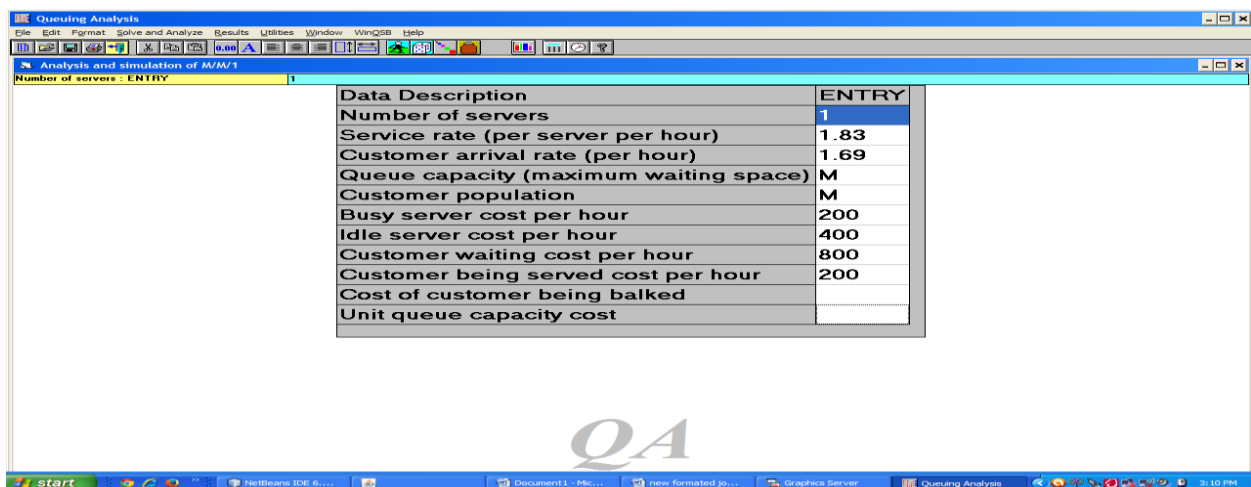 Queuing Analysis
File Edit Format Solve and Analyze Results Utilities Window WinQSB Help
0.00 A
Analysis and simulation of M/M/1
Number of servers : ENTRY 1
Data Description ENTRY
Number of servers 1
Service rate (per server per hour) 1.83
Customer arrival rate (per hour) 1.69
Queue capacity (maximum waiting space) M
Customer population M
Busy server cost per hour 200
Idle server cost per hour 400
Customer waiting cost per hour 800
Customer being served cost per hour 200
Cost of customer being balked
Unit queue capacity cost
QA
start NetBeans IDE 6.... Document1 - Mic... new formated jo... Graphics Server Queuing Analysis 3:10 PM